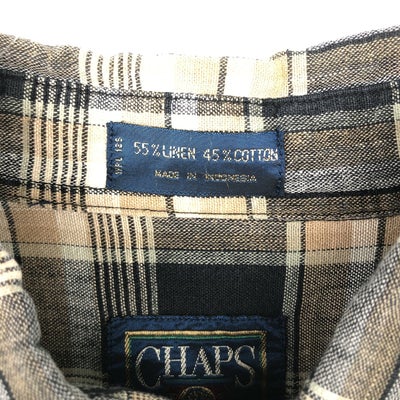 55% LINEN 45% COTTON
MADE IN INDONESIA
CHAPS